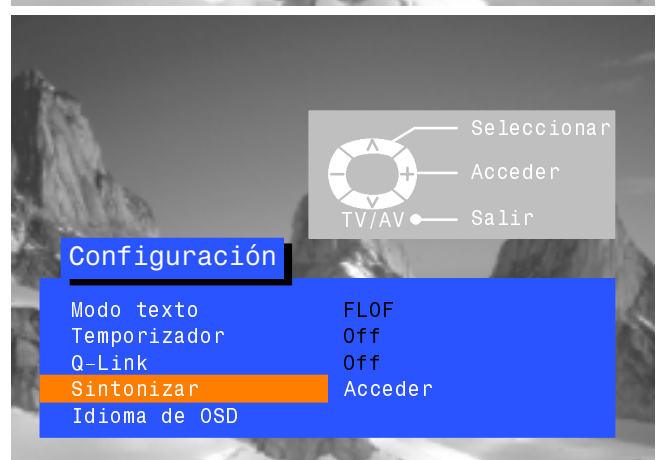 Seleccionar
Acceder
TV/AV Salir
Configuración
Modo texto FLOF
Temporizador Off
Q-Link Off
Sintonizar Acceder
Idioma de OSD